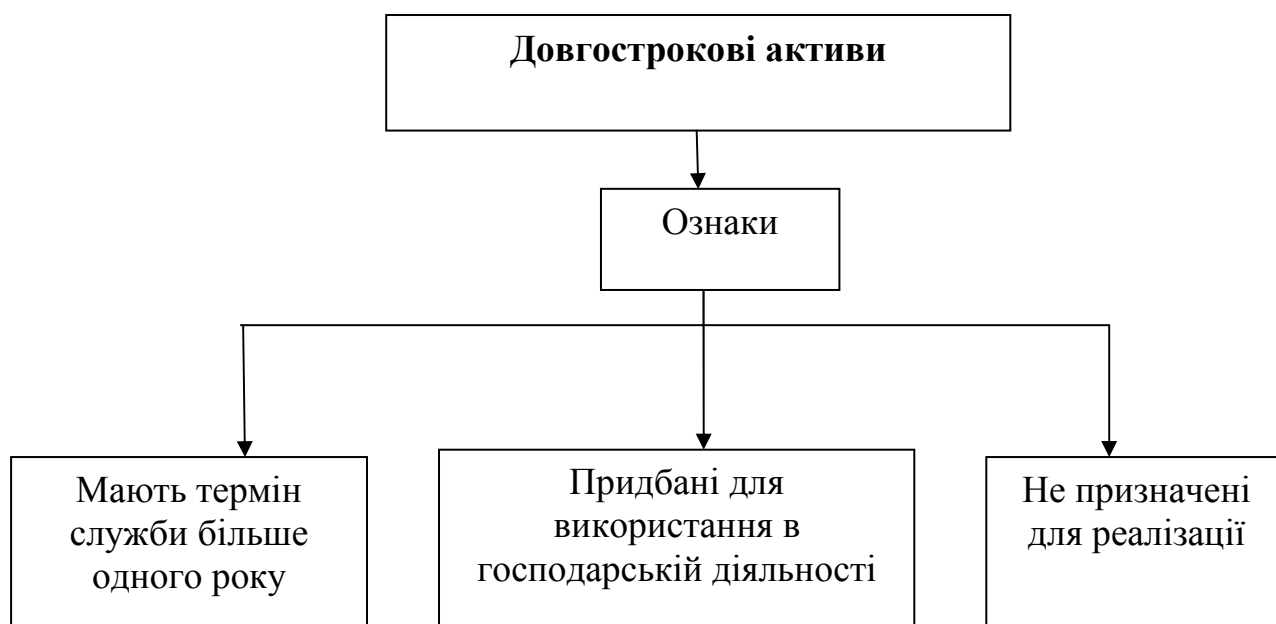 Довгострокові активи
Ознаки
Мають термін
служби більше
одного року
Придбані для
використання в
господарській діяльності
Не призначені
для реалізації